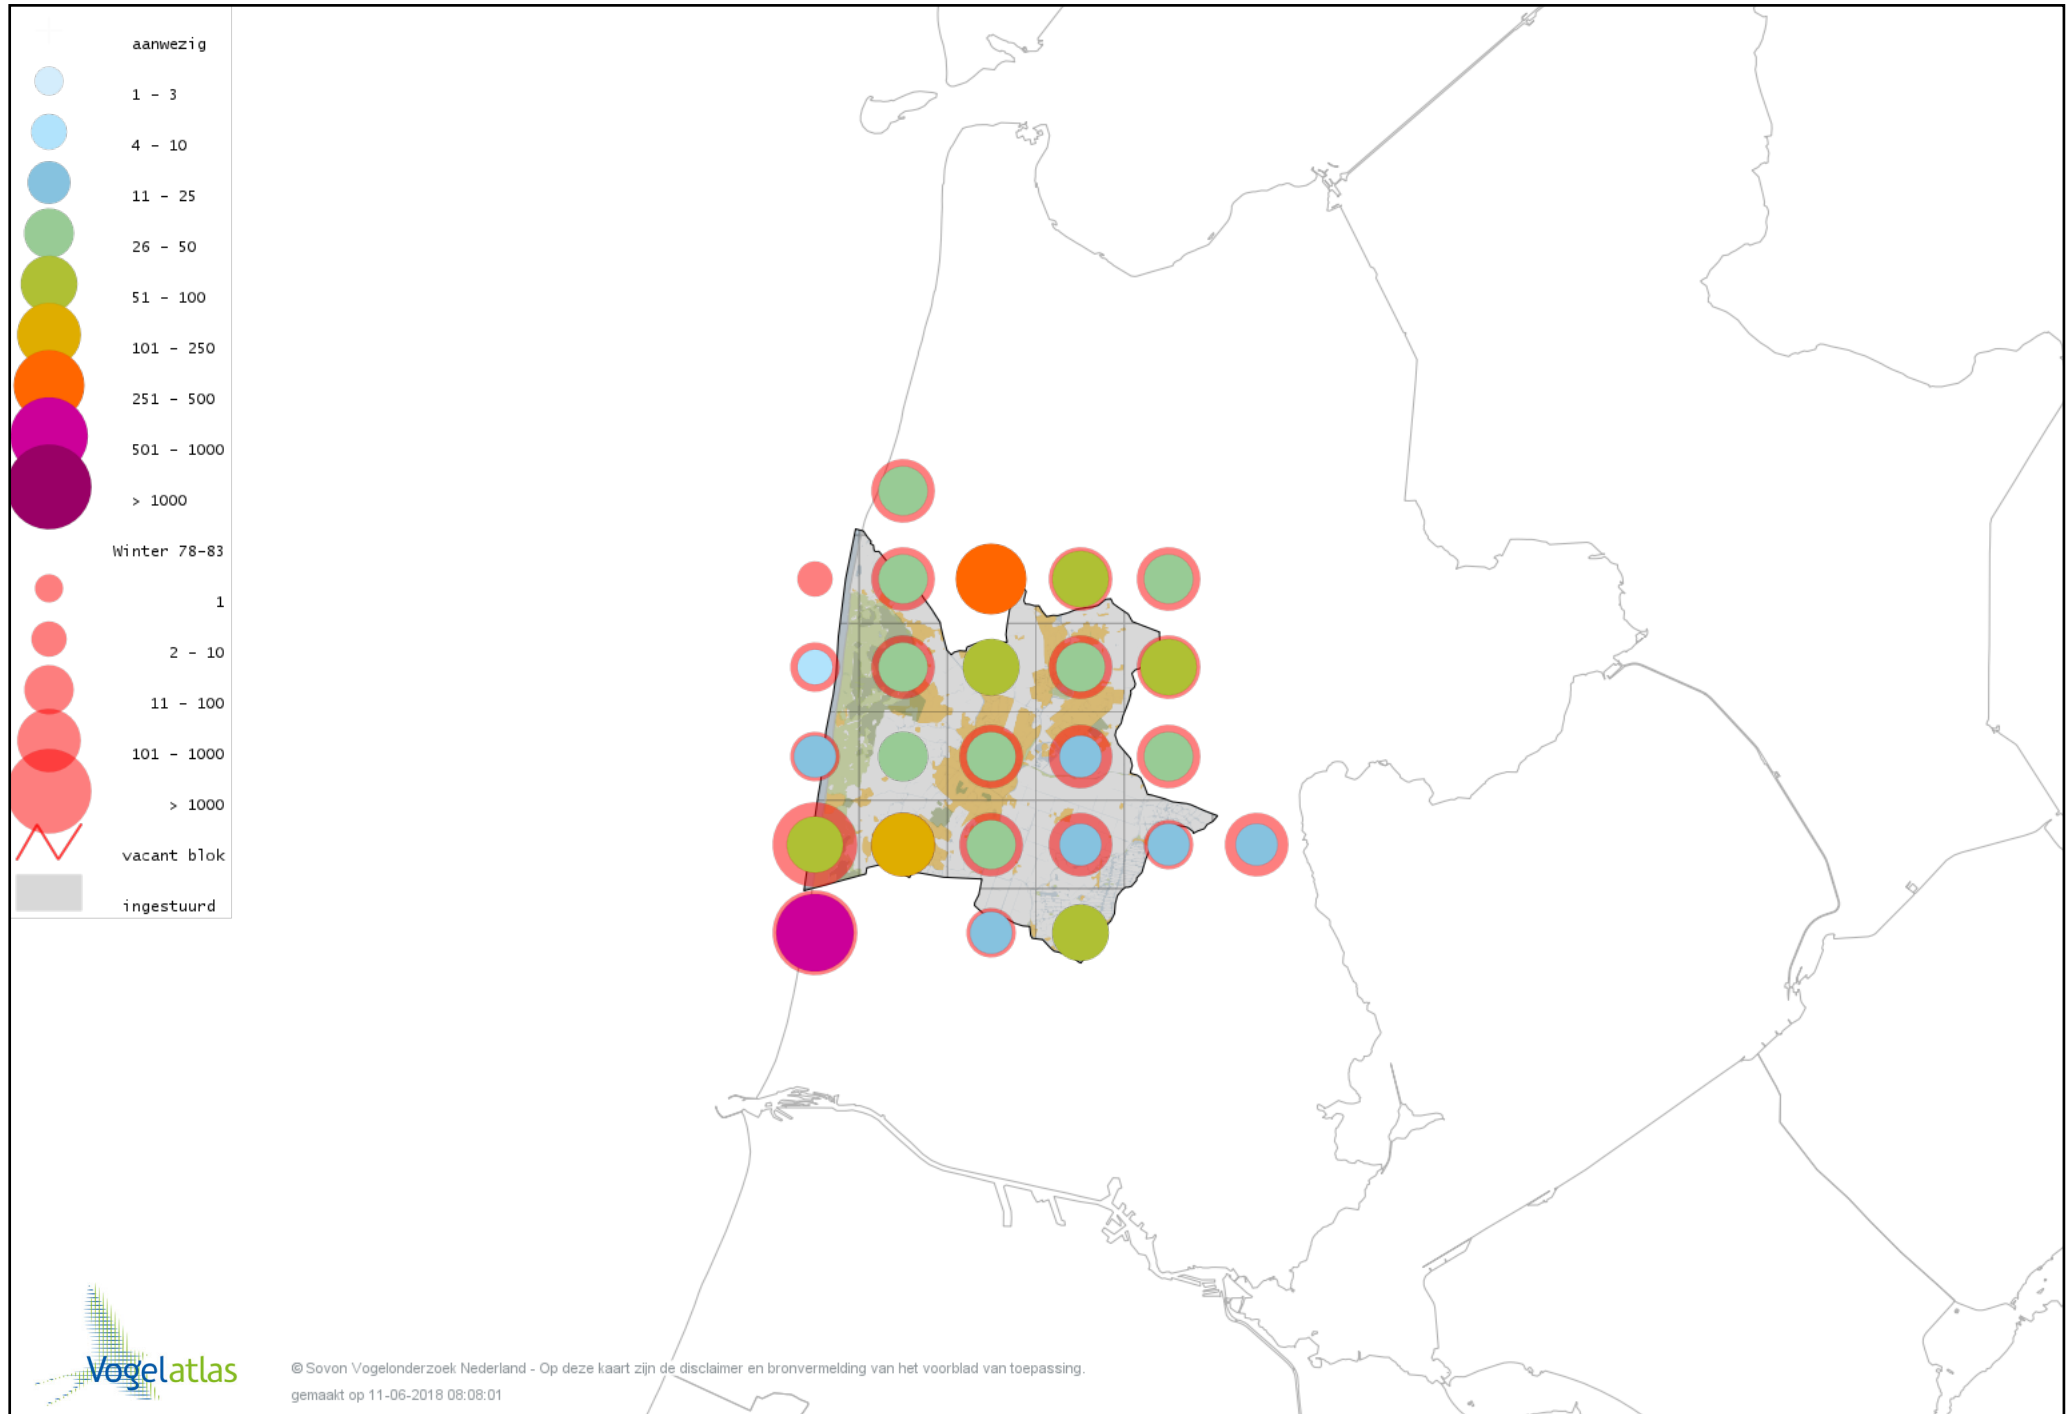 aanwezig
1 - 3
4 - 10
11 - 25
26 - 50
51 - 100
101 - 250
251 - 500
501 - 1000
> 1000
Winter 78-83
1
2 - 10
11 - 100
101 - 1000
> 1000
vacant blok
ingestuurd
Vogelatlas
© Sovon Vogelonderzoek Nederland - Op deze kaart zijn de disclaimer en bronvermelding van het voorblad van toepassing.
gemaakt op 11-06-2018 08:08:01